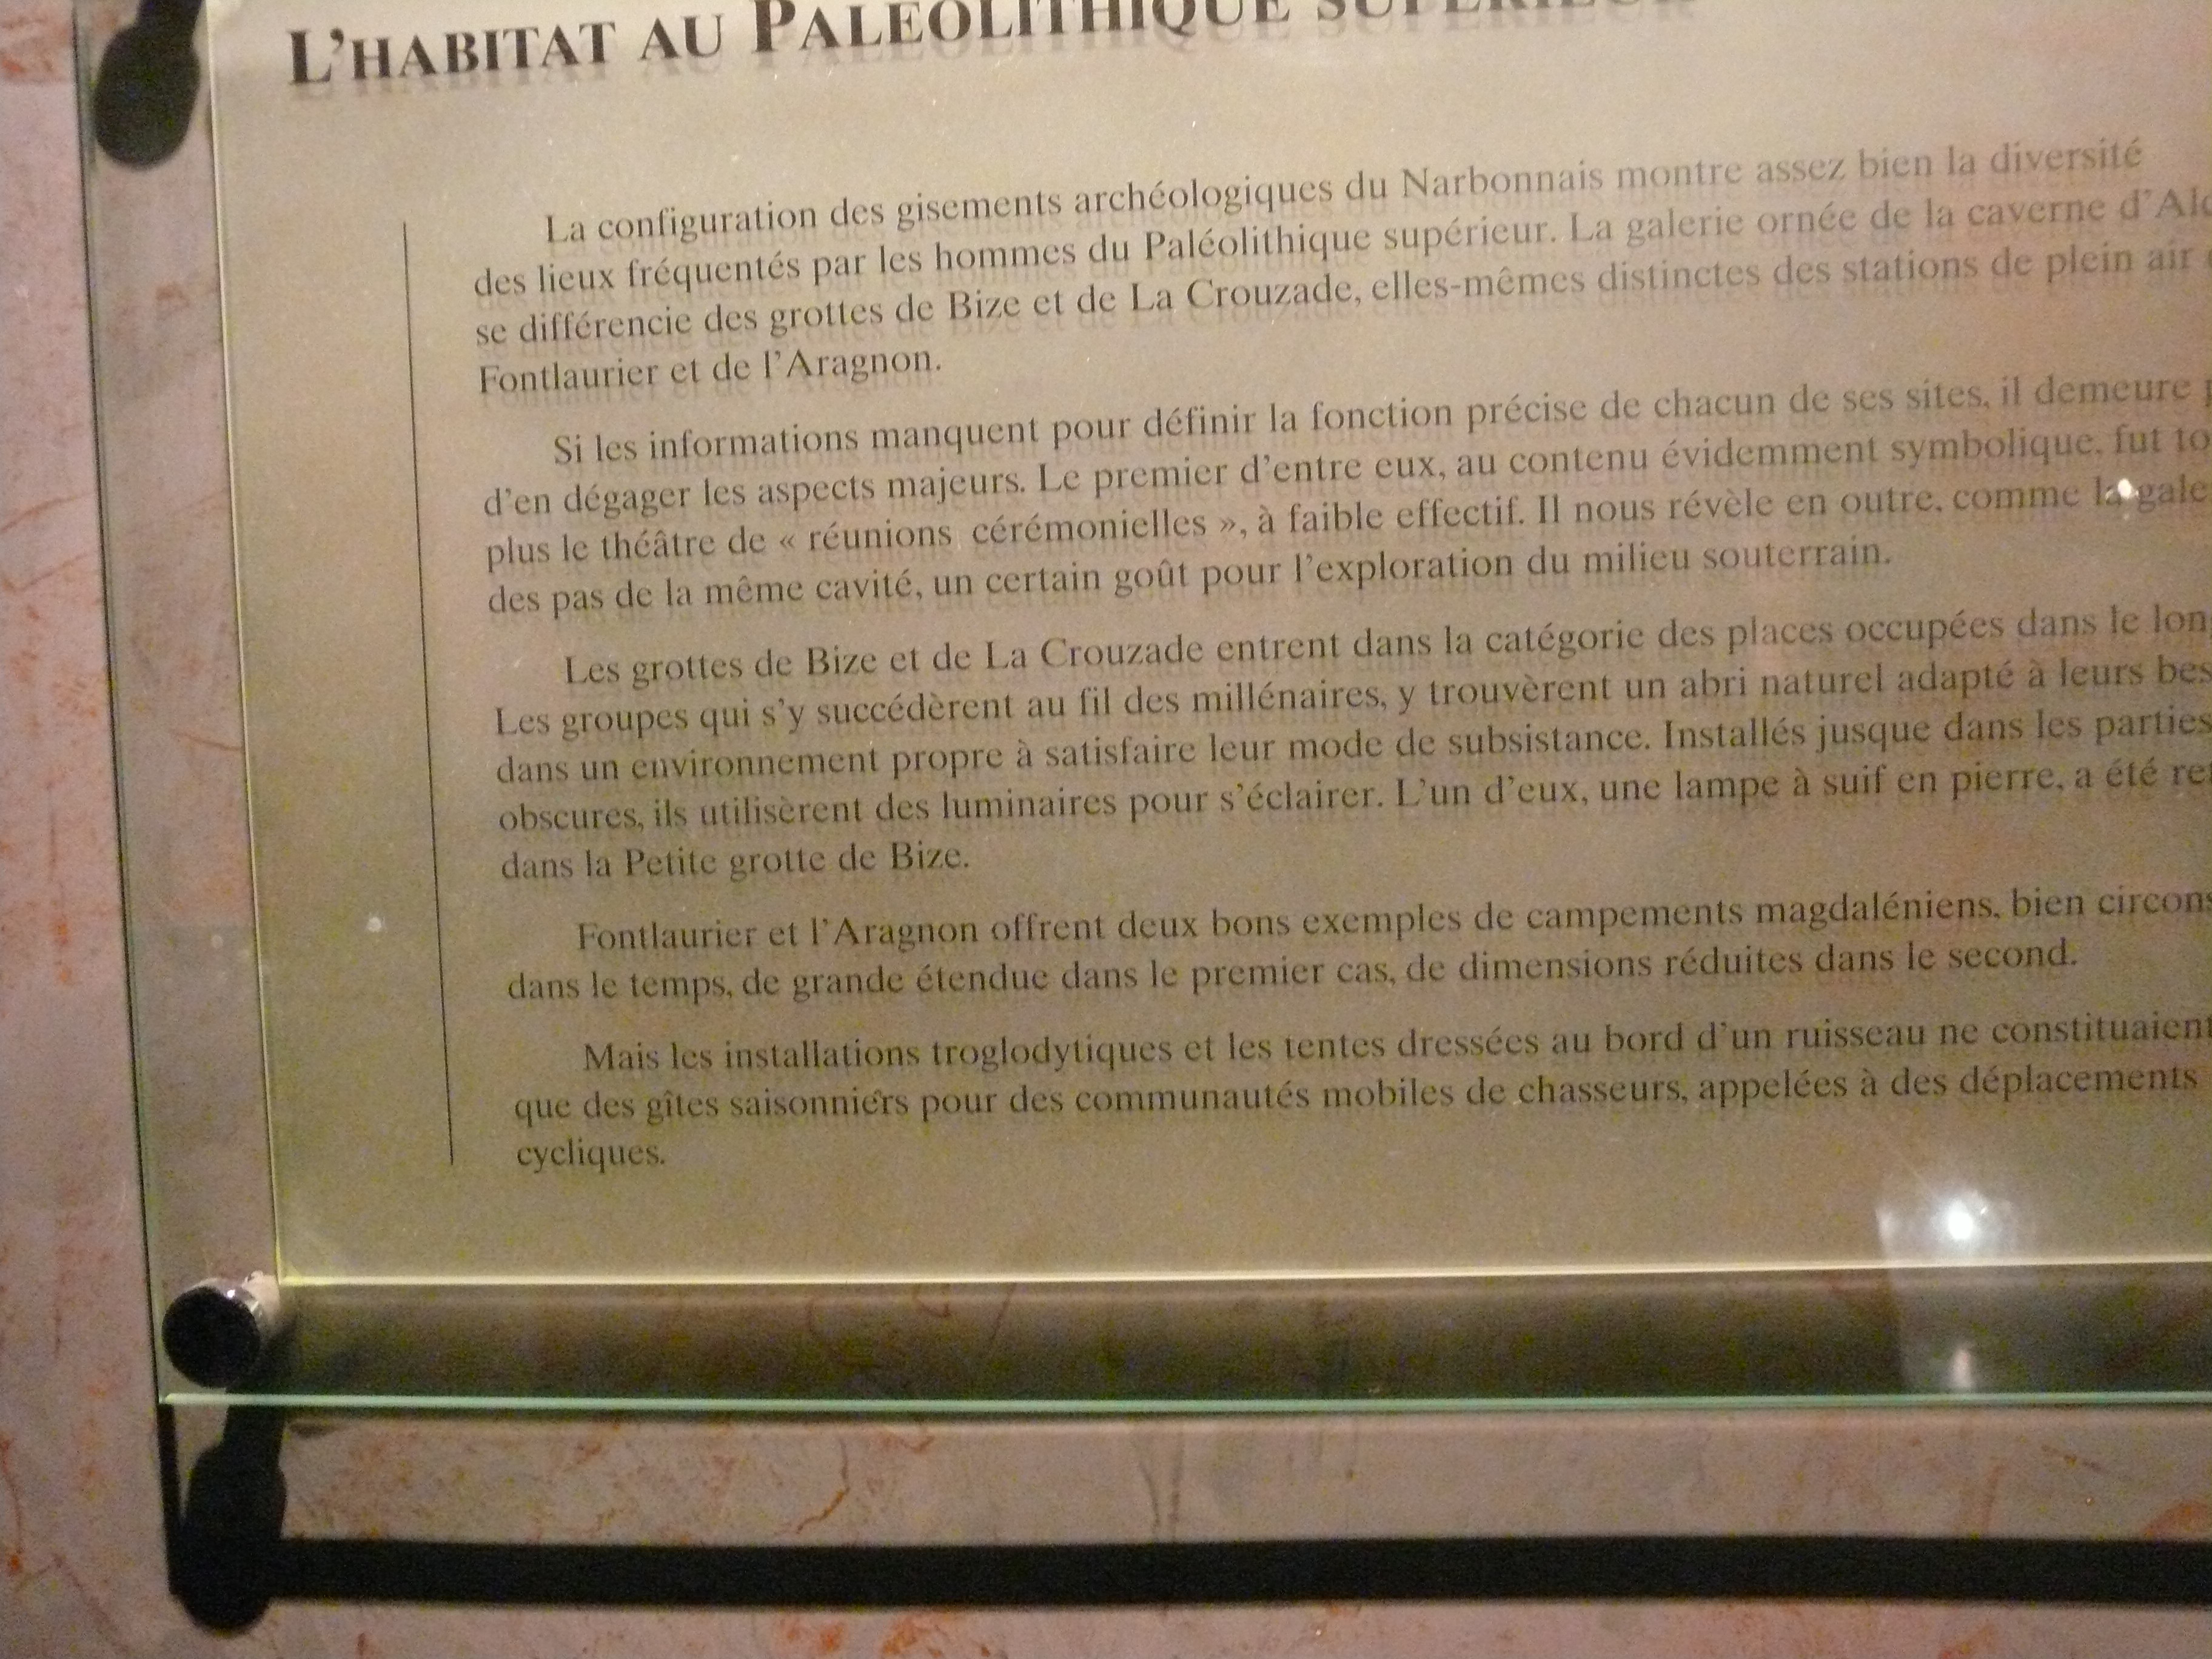 L'HABITAT AU PALÉOLITHIQUE SUPÉRIEUR
La configuration des gisements archéologiques du Narbonnais montre assez bien la diversité
des lieux fréquentés par les hommes du Paléolithique supérieur. La galerie ornée de la caverne
se différencie des grottes de Bize et de La Crouzade, elles-mêmes distinctes des stations de plein air
Fontlaurier et de l'Aragnon.
Si les informations manquent pour définir la fonction précise de chacun de ses sites, il demeure
d'en dégager les aspects majeurs. Le premier d'entre eux, au contenu évidemment symbolique, fut
plus le théâtre de « réunions cérémonielles », à faible effectif. Il nous révèle en outre, comme la
des pas de la même cavité, un certain goût pour l'exploration du milieu souterrain.
Les grottes de Bize et de La Crouzade entrent dans la catégorie des places occupées dans le
Les groupes qui s'y succédèrent au fil des millénaires, y trouvèrent un abri naturel adapté à leurs
dans un environnement propre à satisfaire leur mode de subsistance. Installés jusque dans les parties
obscures, ils utilisèrent des luminaires pour s'éclairer. L'un d'eux, une lampe à suif en pierre, a été
dans la Petite grotte de Bize.
Fontlaurier et l'Aragnon offrent deux bons exemples de campements magdaléniens, bien
dans le temps, de grande étendue dans le premier cas, de dimensions réduites dans le second.
Mais les installations troglodytiques et les tentes dressées au bord d'un ruisseau ne constituaient
que des gîtes saisonniers pour des communautés mobiles de chasseurs, appelées à des déplacements
cycliques.